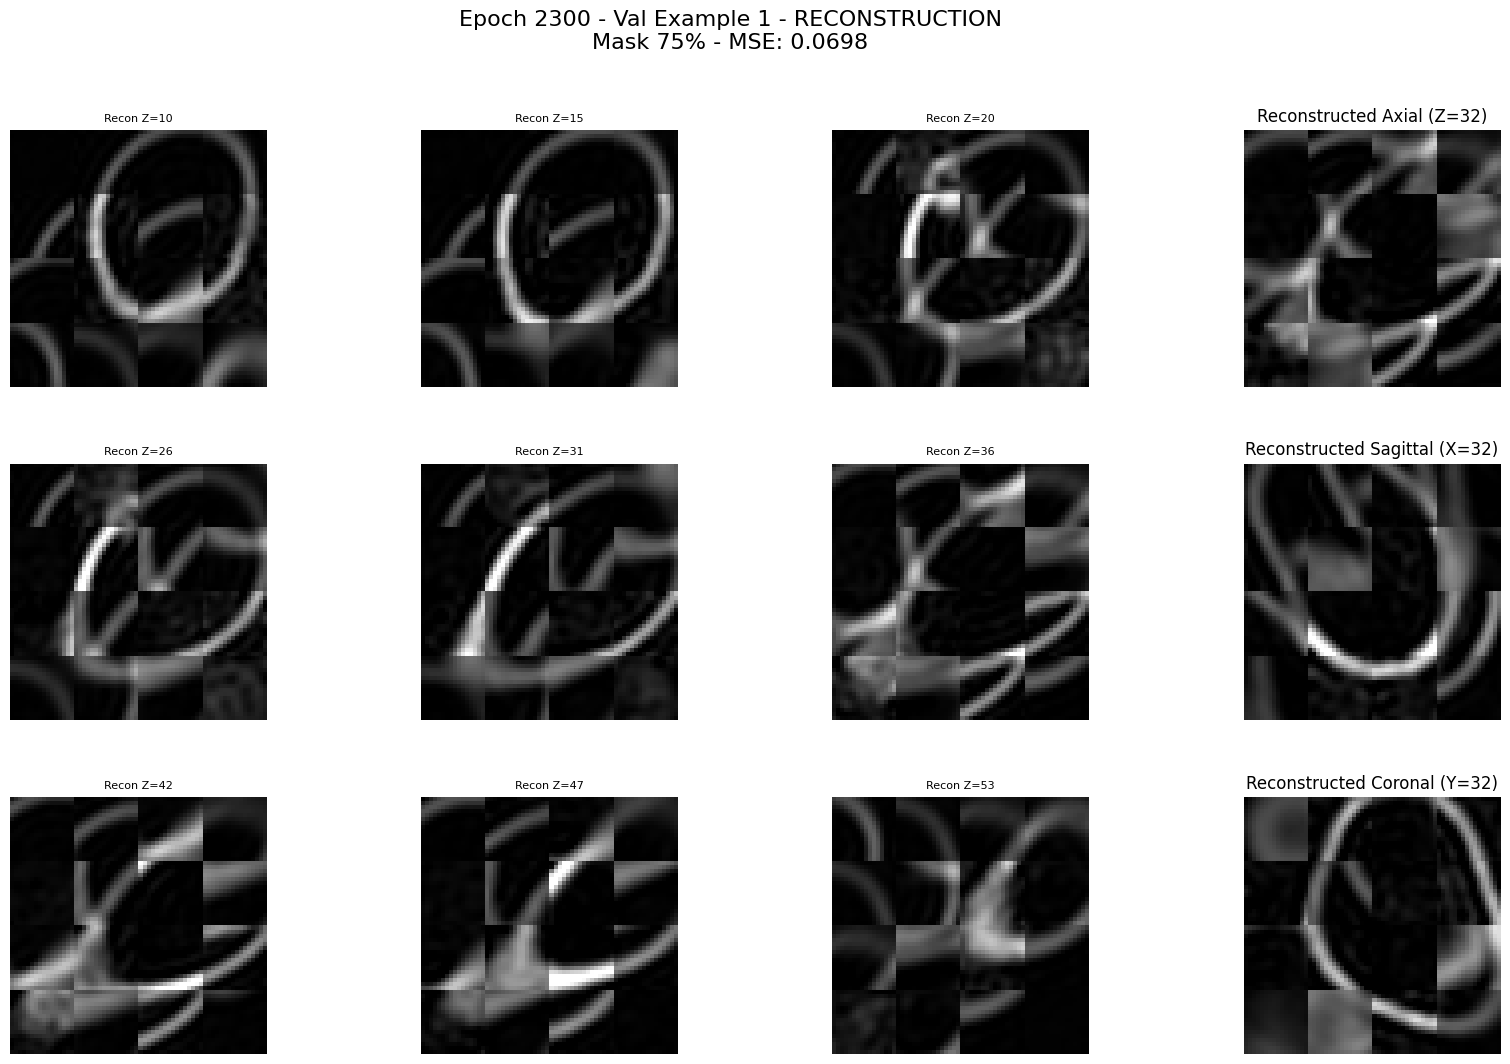 Epoch 2300 - Val Example 1 - RECONSTRUCTION
Mask 75% - MSE: 0.0698
Recon Z=10
Recon Z=15
Recon Z=20
Reconstructed Axial (Z=32)
Recon Z=26
Recon Z=31
Recon Z=36
Reconstructed Sagittal (X=32)
Recon Z=42
Recon Z=47
Recon Z=53
Reconstructed Coronal (Y=32)